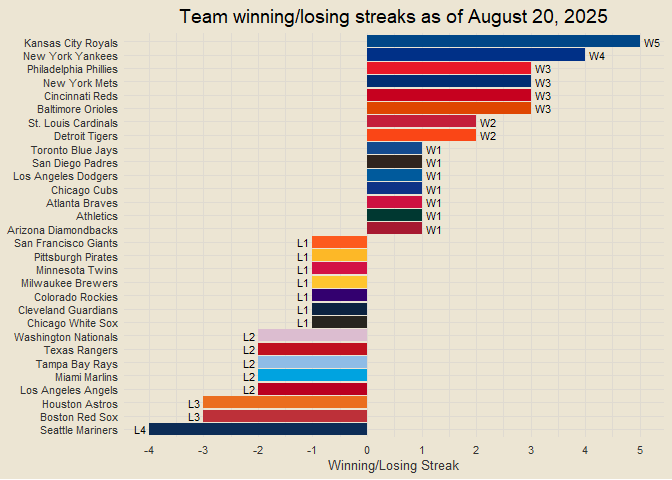 Team winning/losing streaks as of August 20, 2025
Kansas City Royals W5
New York Yankees W4
Philadelphia Phillies W3
New York Mets W3
Cincinnati Reds W3
Baltimore Orioles W3
St. Louis Cardinals W2
Detroit Tigers W2
Toronto Blue Jays W1
San Diego Padres W1
Los Angeles Dodgers W1
Chicago Cubs W1
Atlanta Braves W1
Athletics W1
Arizona Diamondbacks W1
San Francisco Giants L1
Pittsburgh Pirates L1
Minnesota Twins L1
Milwaukee Brewers L1
Colorado Rockies L1
Cleveland Guardians L1
Chicago White Sox L1
Washington Nationals L2
Texas Rangers L2
Tampa Bay Rays L2
Miami Marlins L2
Los Angeles Angels L2
Houston Astros L3
Boston Red Sox L3
Seattle Mariners L4
-4 -3 -2 -1 0 1 2 3 4 5
Winning/Losing Streak